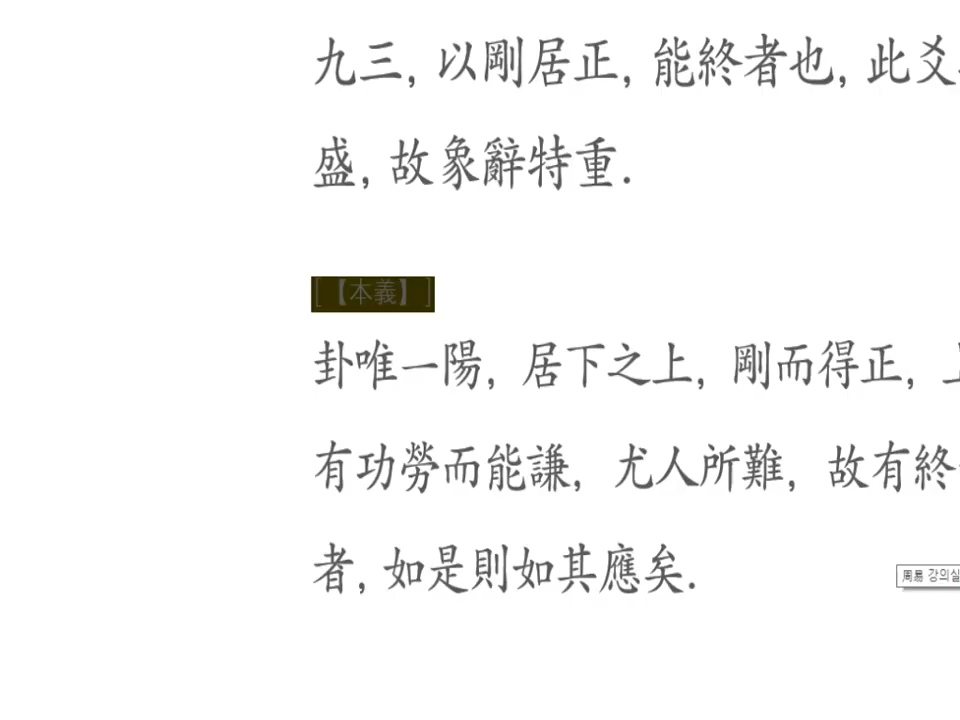 九三, 以剛居正, 能終者也, 此爻
盛, 故象辭特重.
[【本義】]
卦唯一陽, 居下之上, 剛而得正, 上
有功勞而能謙, 尤人所難, 故有終
者, 如是則如其應矣.
周易 강의실